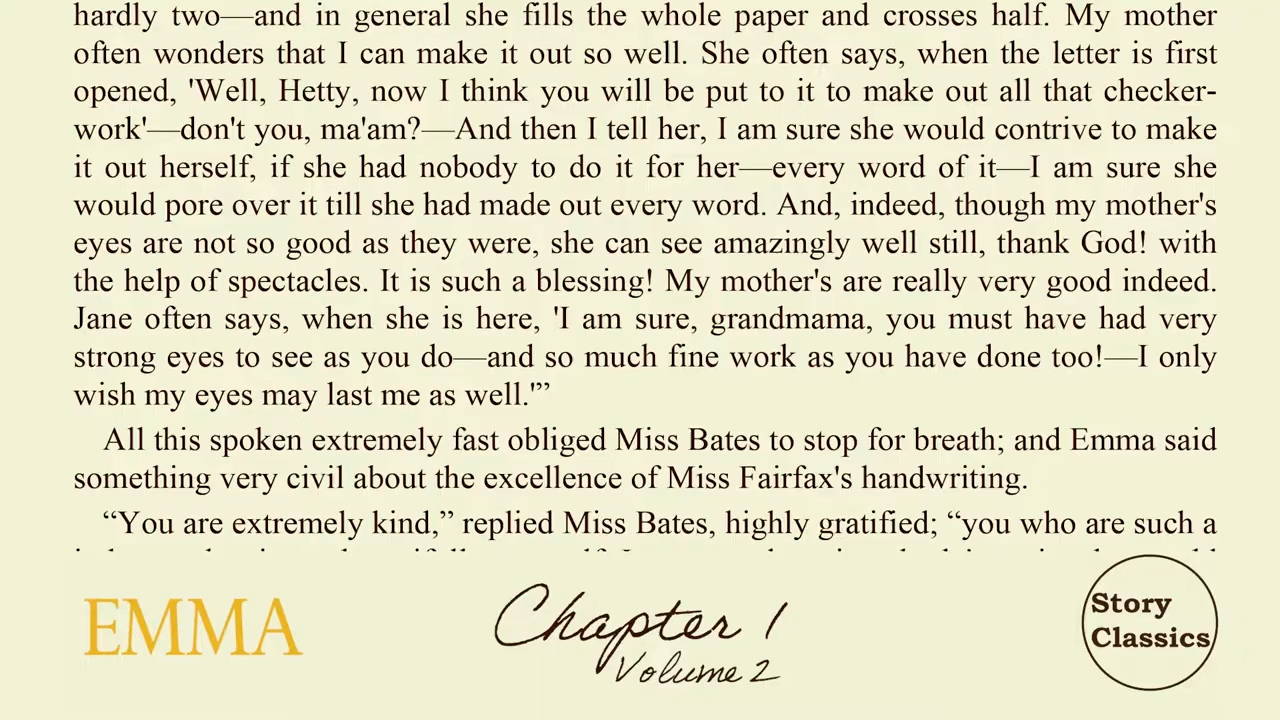 hardly two—and in general she fills the whole paper and crosses half. My mother
often wonders that I can make it out so well. She often says, when the letter is first
opened, 'Well, Hetty, now I think you will be put to it to make out all that checker-
work'—don't you, ma'am?—And then I tell her, I am sure she would contrive to make
it out herself, if she had nobody to do it for her—every word of it—I am sure she
would pore over it till she had made out every word. And, indeed, though my mother's
eyes are not so good as they were, she can see amazingly well still, thank God! with
the help of spectacles. It is such a blessing! My mother's are really very good indeed.
Jane often says, when she is here, 'I am sure, grandmama, you must have had very
strong eyes to see as you do—and so much fine work as you have done too!—I only
wish my eyes may last me as well.'”
All this spoken extremely fast obliged Miss Bates to stop for breath; and Emma said
something very civil about the excellence of Miss Fairfax's handwriting.
“You are extremely kind,” replied Miss Bates, highly gratified; “you who are such a
EMMA
Chapter 1
Volume 2
Story
Classics